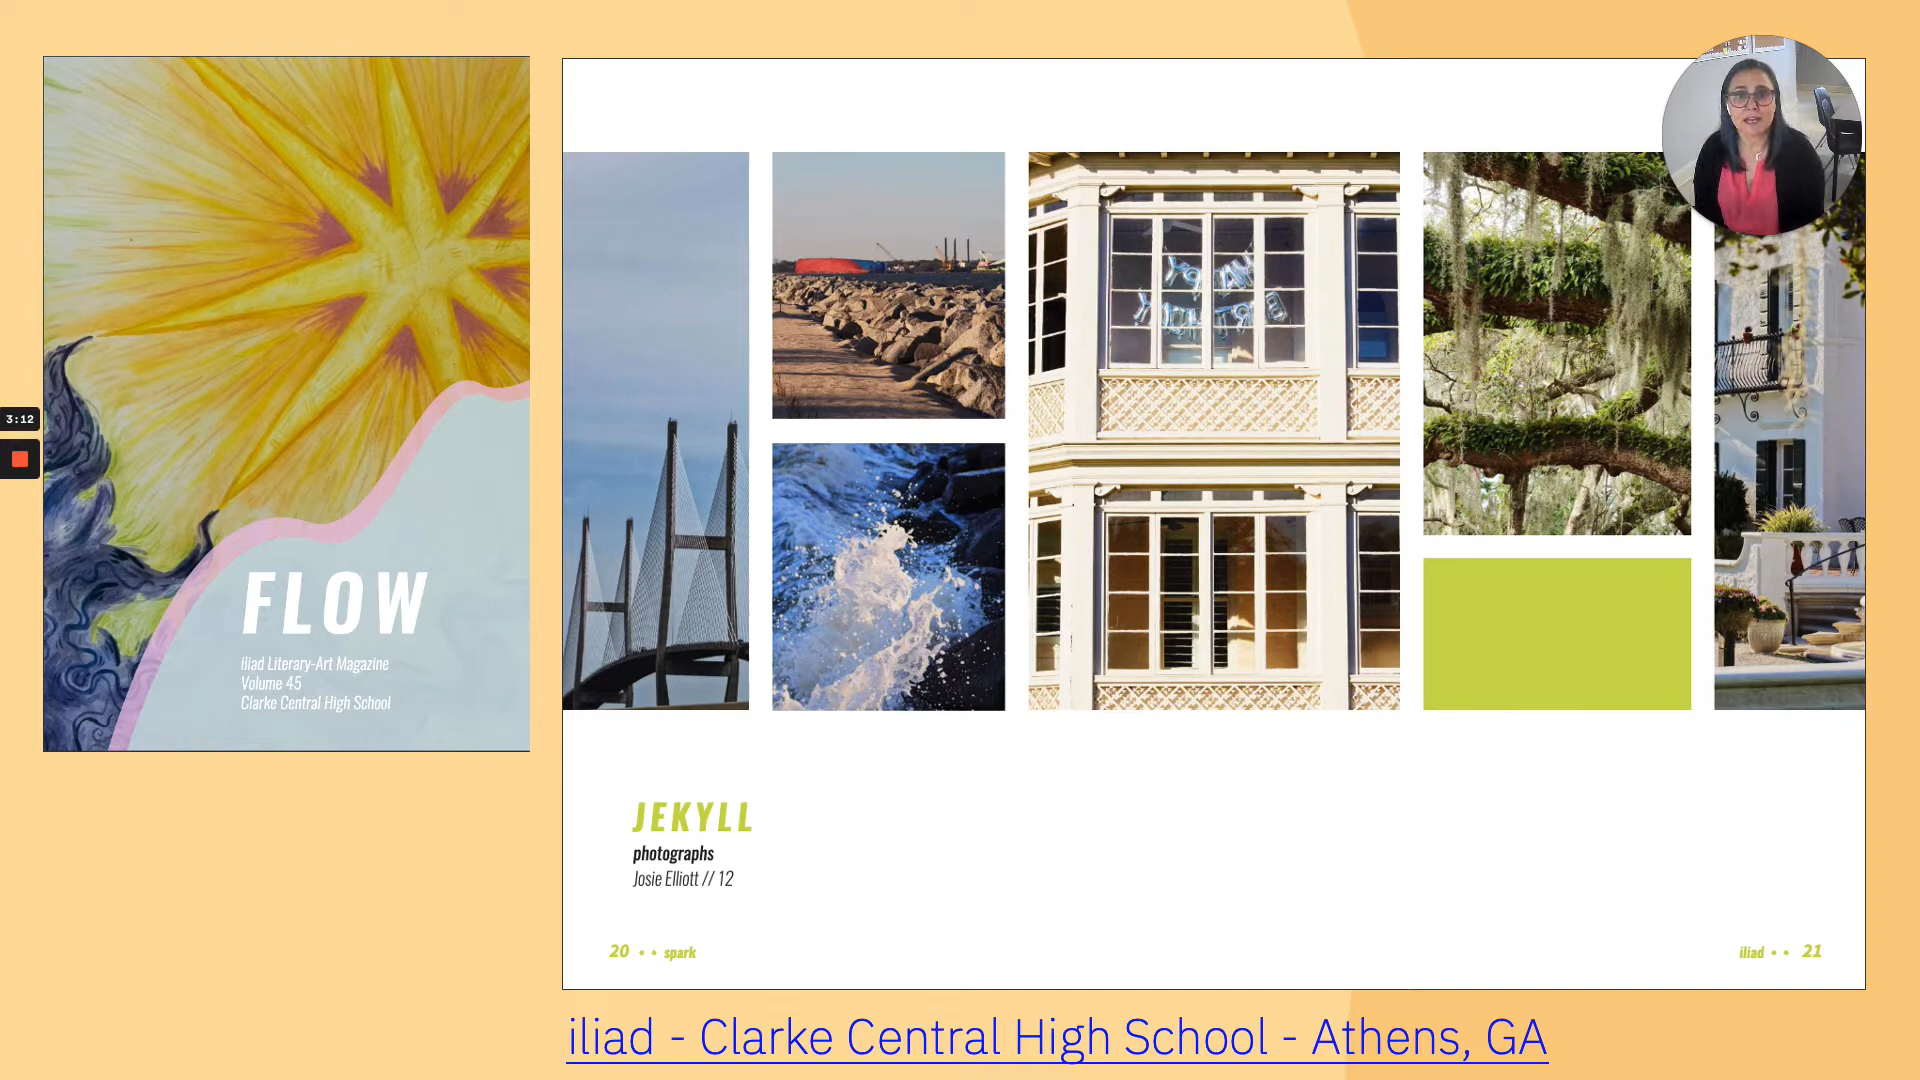 3:12
FLOW
iliad Literary-Art Magazine
Volume 45
Clarke Central High School
JEKYLL
photographs
Josie Elliott // 12
20 • • spark
iliad • • 21
iliad - Clarke Central High School - Athens, GA